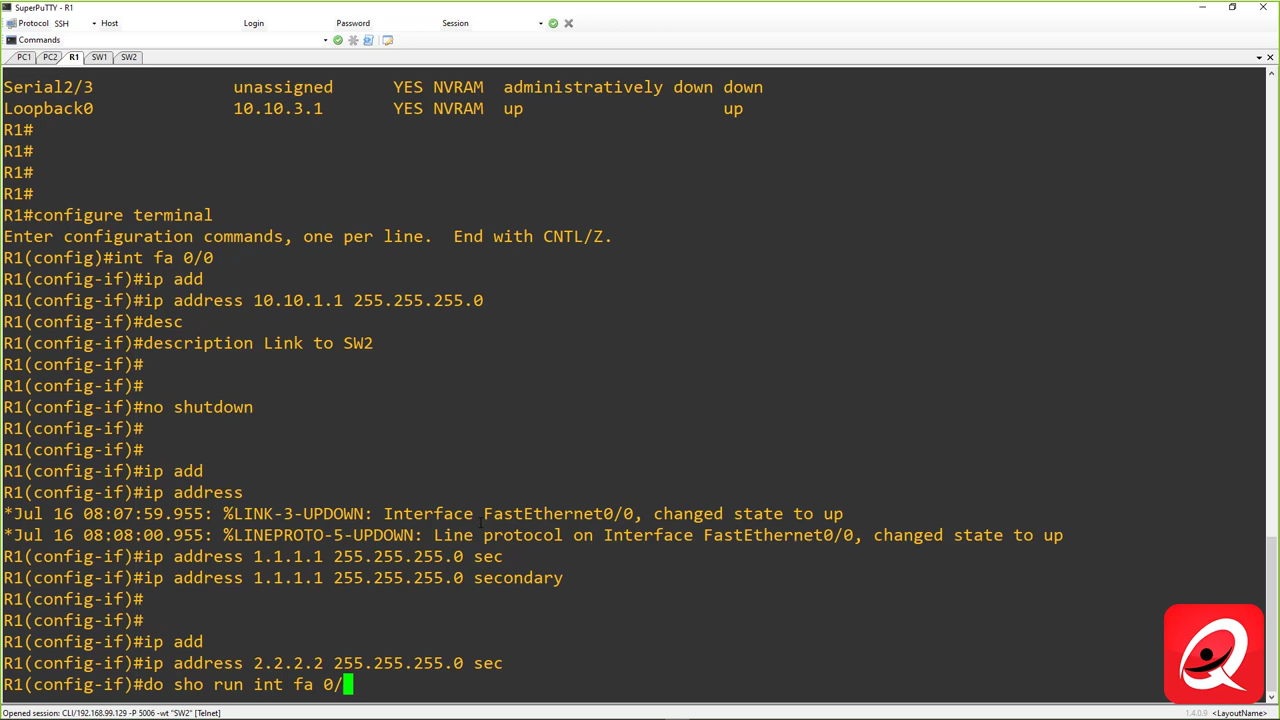 SuperPuTTY - R1
Protocol SSH Host Login Password Session
Commands
PC1 PC2 R1 SW1 SW2
Serial2/3 unassigned YES NVRAM administratively down down
Loopback0 10.10.3.1 YES NVRAM up up
R1#
R1#
R1#
R1#
R1#configure terminal
Enter configuration commands, one per line. End with CNTL/Z.
R1(config)#int fa 0/0
R1(config-if)#ip add
R1(config-if)#ip address 10.10.1.1 255.255.255.0
R1(config-if)#desc
R1(config-if)#description Link to SW2
R1(config-if)#
R1(config-if)#
R1(config-if)#no shutdown
R1(config-if)#
R1(config-if)#
R1(config-if)#ip add
R1(config-if)#ip address
*Jul 16 08:07:59.955: %LINK-3-UPDOWN: Interface FastEthernet0/0, changed state to up
*Jul 16 08:08:00.955: %LINEPROTO-5-UPDOWN: Line protocol on Interface FastEthernet0/0, changed state to up
R1(config-if)#ip address 1.1.1.1 255.255.255.0 sec
R1(config-if)#ip address 1.1.1.1 255.255.255.0 secondary
R1(config-if)#
R1(config-if)#
R1(config-if)#ip add
R1(config-if)#ip address 2.2.2.2 255.255.255.0 sec
R1(config-if)#do sho run int fa 0/
Opened session: CLI/192.168.99.129 -P 5006 -wt "SW2" [Telnet] 1.4.0.9 <LayoutName>